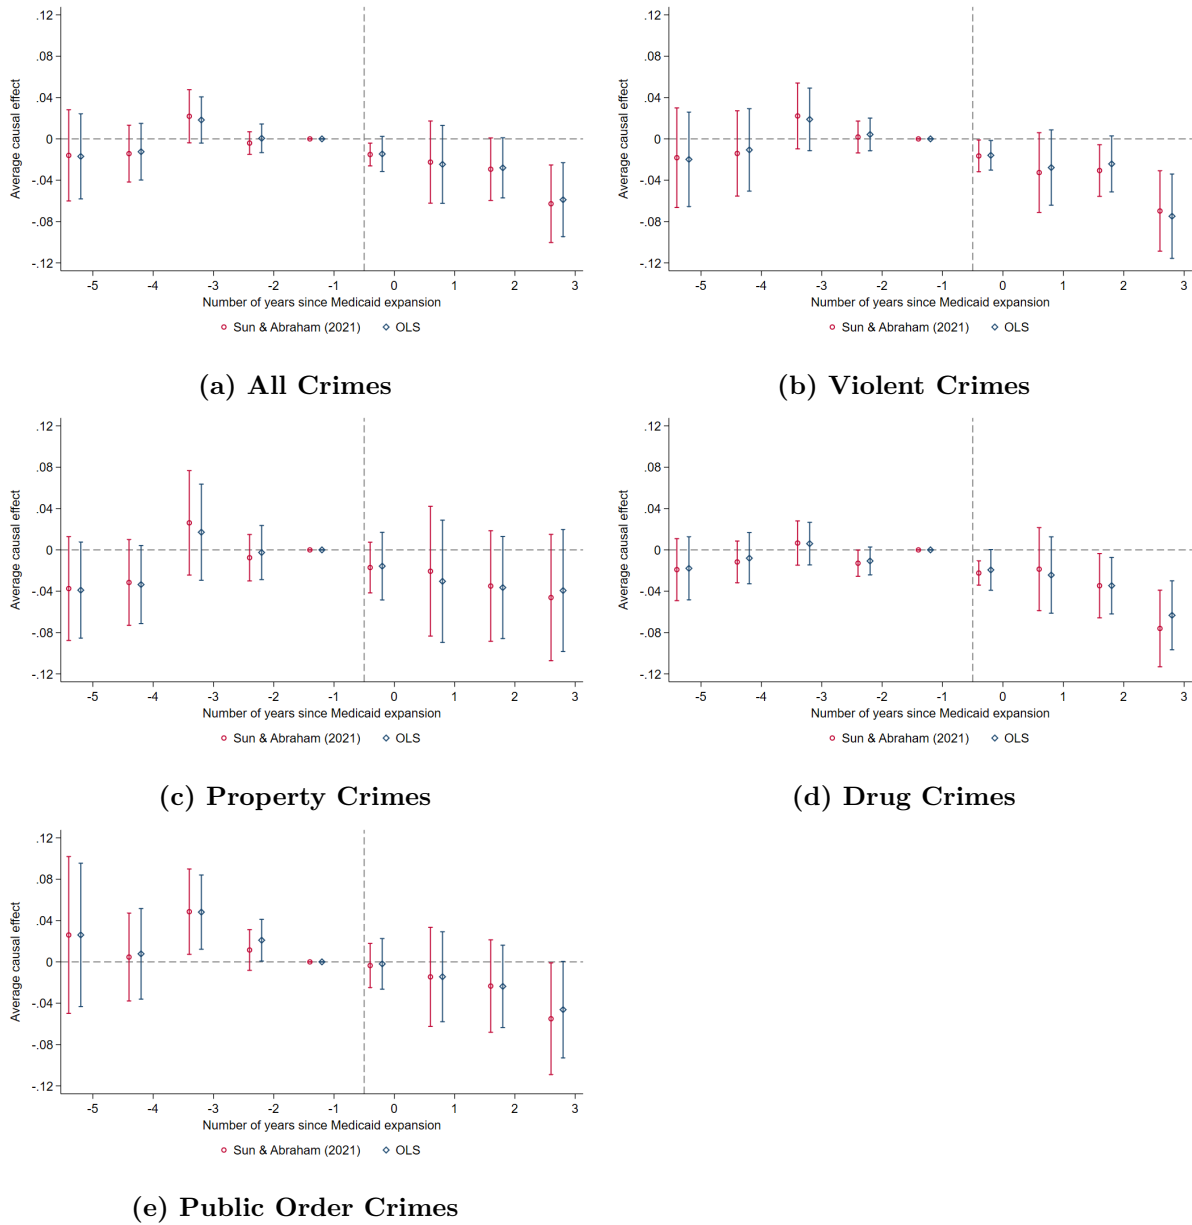 .12
.08
.04
0
-.04
-.08
-.12
Average causal effect
-5 -4 -3 -2 -1 0 1 2 3
Number of years since Medicaid expansion
Sun & Abraham (2021) OLS
(a) All Crimes
.12
.08
.04
0
-.04
-.08
-.12
Average causal effect
-5 -4 -3 -2 -1 0 1 2 3
Number of years since Medicaid expansion
Sun & Abraham (2021) OLS
(b) Violent Crimes
.12
.08
.04
0
-.04
-.08
-.12
Average causal effect
-5 -4 -3 -2 -1 0 1 2 3
Number of years since Medicaid expansion
Sun & Abraham (2021) OLS
(c) Property Crimes
.12
.08
.04
0
-.04
-.08
-.12
Average causal effect
-5 -4 -3 -2 -1 0 1 2 3
Number of years since Medicaid expansion
Sun & Abraham (2021) OLS
(d) Drug Crimes
.12
.08
.04
0
-.04
-.08
-.12
Average causal effect
-5 -4 -3 -2 -1 0 1 2 3
Number of years since Medicaid expansion
Sun & Abraham (2021) OLS
(e) Public Order Crimes